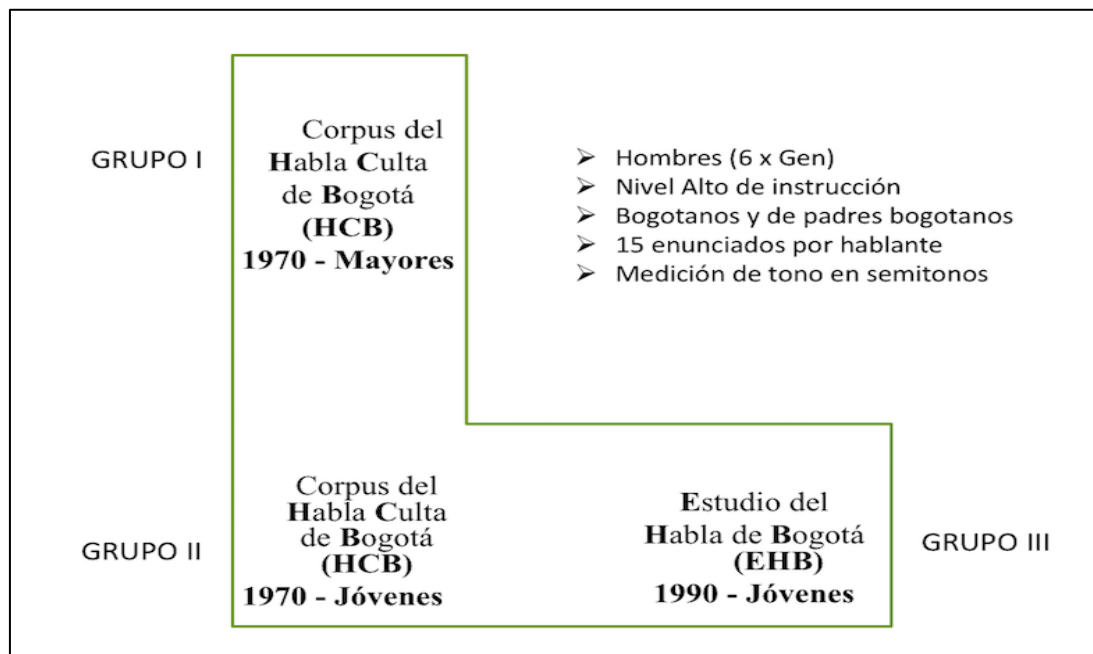 GRUPO I
Corpus del
Habla Culta
de Bogotá
(HCB)
1970 - Mayores
➢ Hombres (6 x Gen)
➢ Nivel Alto de instrucción
➢ Bogotanos y de padres bogotanos
➢ 15 enunciados por hablante
➢ Medición de tono en semitonos
GRUPO II
Corpus del
Habla Culta
de Bogotá
(HCB)
1970 - Jóvenes
Estudio del
Habla de Bogotá
(EHB)
1990 - Jóvenes
GRUPO III